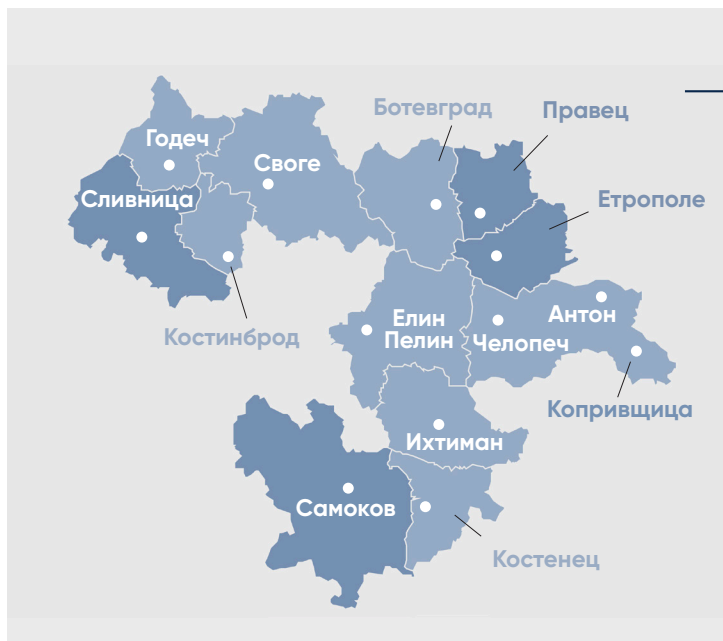 Ботевград
Правец
Годеч
Своге
Сливница
Етрополе
Костинброд
Елин
Пелин
Антон
Челопеч
Копривщица
Ихтиман
Самоков
Костенец